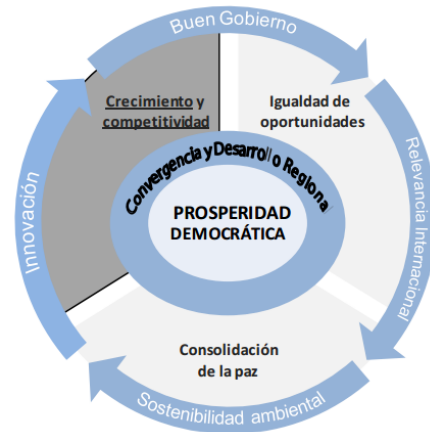 Buen Gobierno
Crecimiento y
competitividad
Igualdad de
oportunidades
Convergencia y Desarrollo Regional
PROSPERIDAD
DEMOCRÁTICA
Innovación
Relevancia Internacional
Consolidación
de la paz
Sostenibilidad ambiental